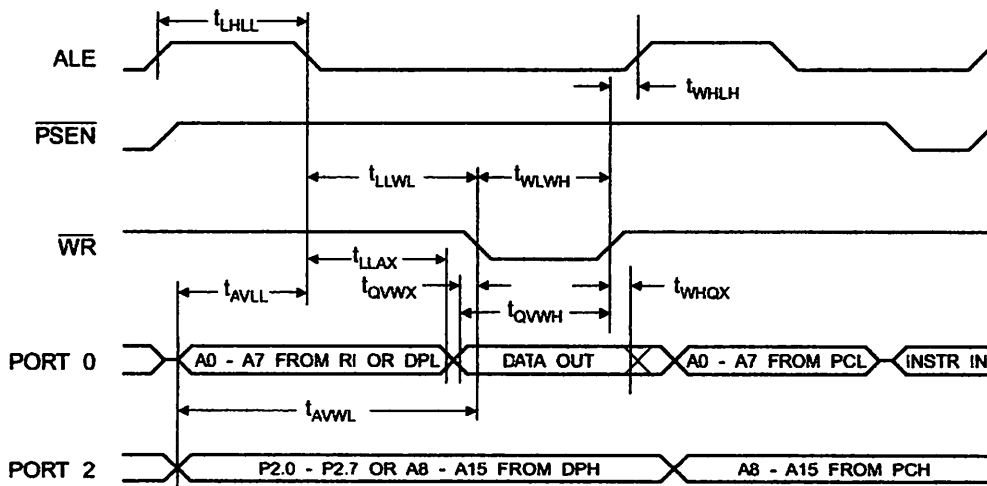 tLHLL
ALE
tWHLH
PSEN
tLLWL
tWLWH
WR
tLLAX
tAVLL
tQVWX
tWHQX
tQVWH
PORT 0
A0 - A7 FROM RI OR DPL
DATA OUT
A0 - A7 FROM PCL
INSTR IN
tAVWL
PORT 2
P2.0 - P2.7 OR A8 - A15 FROM DPH
A8 - A15 FROM PCH